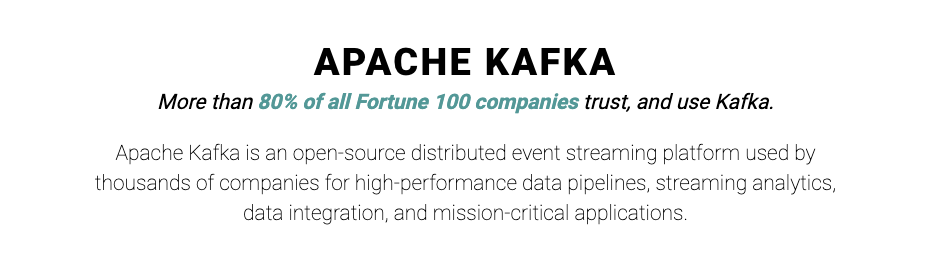 APACHE KAFKA
More than 80% of all Fortune 100 companies trust, and use Kafka.
Apache Kafka is an open-source distributed event streaming platform used by
thousands of companies for high-performance data pipelines, streaming analytics,
data integration, and mission-critical applications.